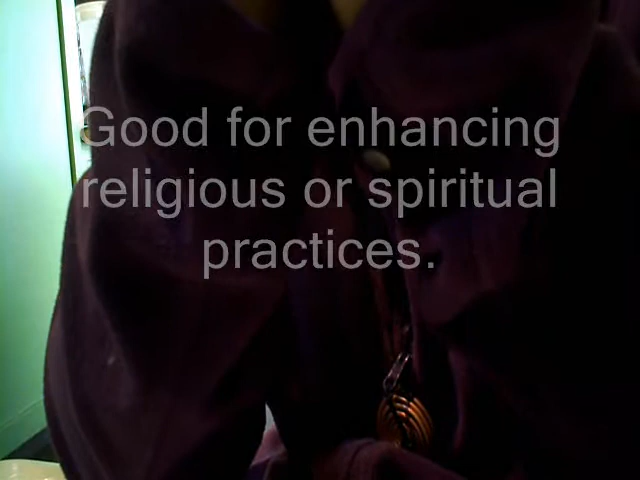 Good for enhancing
religious or spiritual
practices.